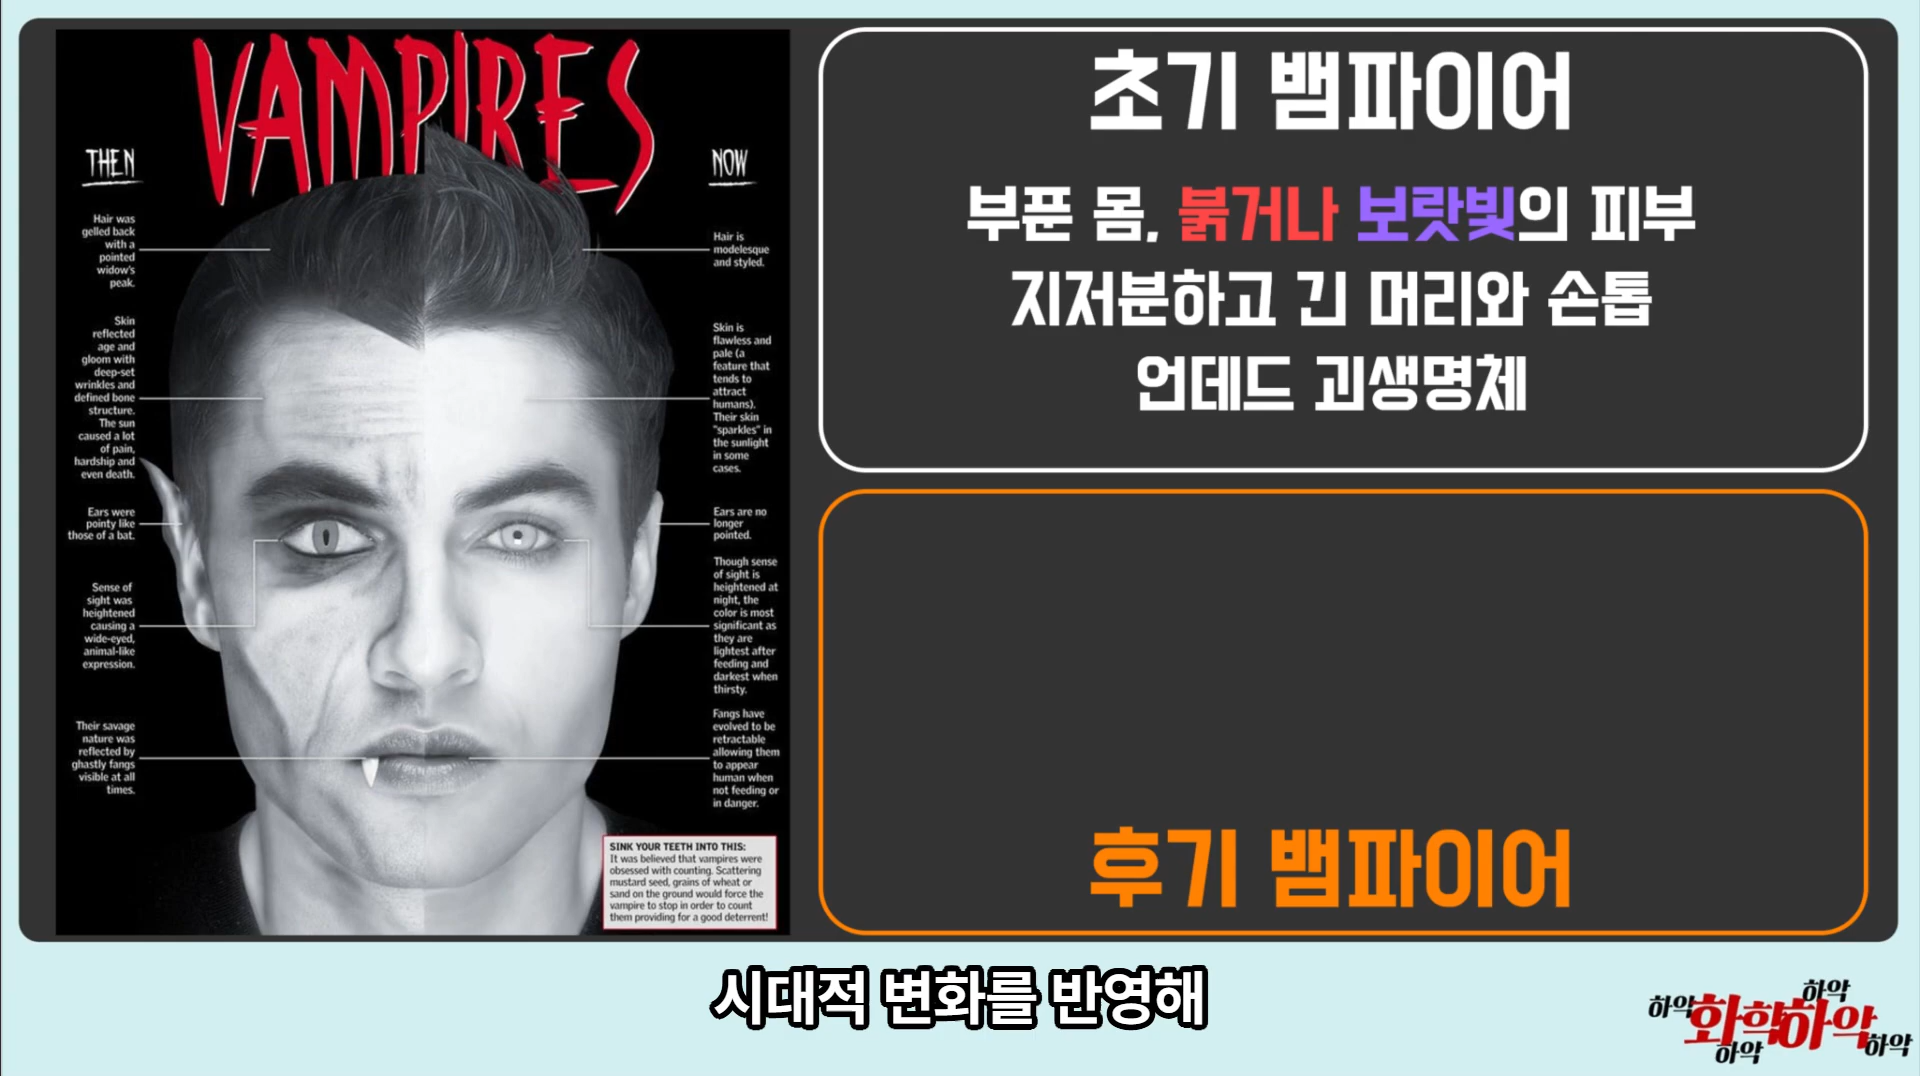 VAMPIRES
THEN
Hair was
gelled back
with a
pointed
widow's
peak.
Skin
reflected
age and
gloom with
deep-set
wrinkles and
defined bone
structure.
The sun
caused a lot
of pain,
hardship and
even death.
Ears were
pointy like
those of a bat.
Sense of
sight was
heightened
causing a
wide-eyed,
animal-like
expression.
Their savage
nature was
reflected by
ghastly fangs
visible at all
times.
NOW
Hair is
modelesque
and styled.
Skin is
flawless and
pale (a
feature that
tends to
attract
humans).
Their skin
"sparkles" in
the sunlight
in some
cases.
Ears are no
longer
pointed.
Though sense
of sight is
heightened at
night, the
color is most
significant as
they are
lightest after
feeding and
darkest when
thirsty.
Fangs have
evolved to be
retractable
allowing them
to appear
human when
not feeding or
in danger.
SINK YOUR TEETH INTO THIS:
It was believed that vampires were
obsessed with counting. Scattering
mustard seed, grains of wheat or
sand on the ground would force the
vampire to stop in order to count
them providing for a good deterrent!
초기 뱀파이어
부푼 몸, 붉거나 보랏빛의 피부
지저분하고 긴 머리와 손톱
언데드 괴생명체
후기 뱀파이어
시대적 변화를 반영해
하악
하악
화학하악
하악
하악